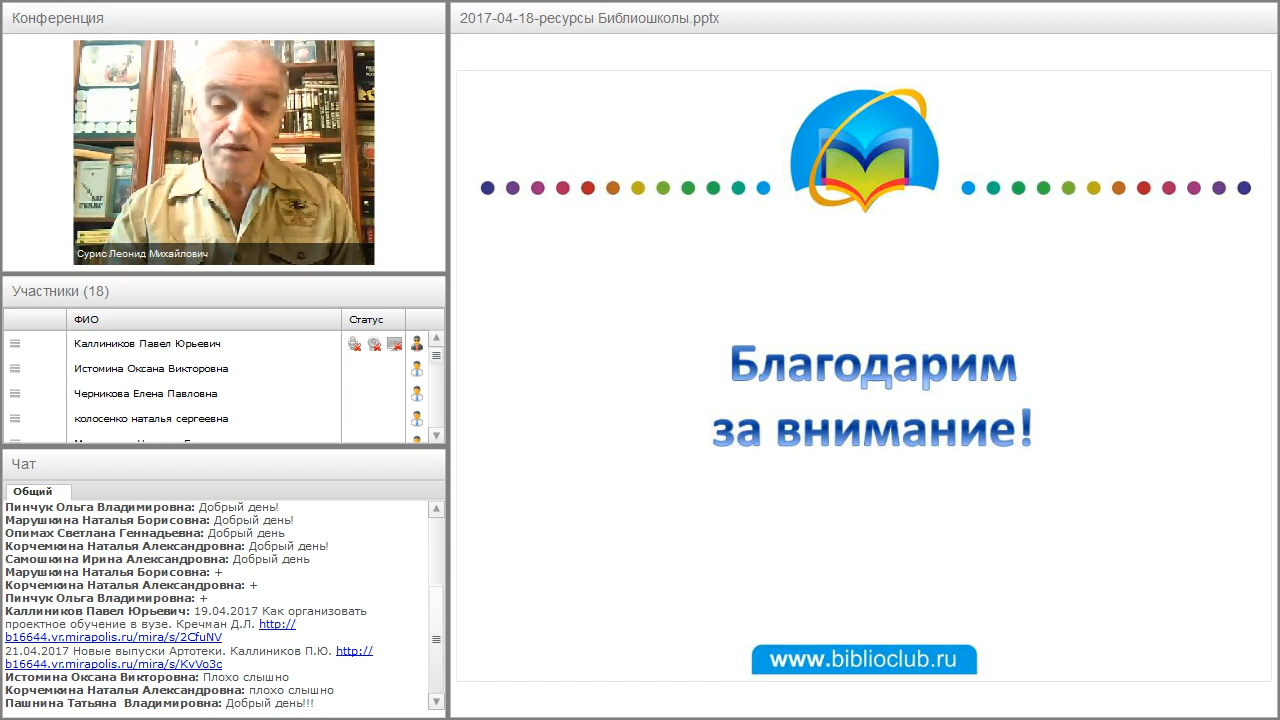 Конференция
Сурис Леонид Михайлович
Участники (18)
ФИО
Статус
Каллиников Павел Юрьевич
Истомина Оксана Викторовна
Черникова Елена Павловна
колосенко наталья сергеевна
Чат
Общий
Пинчук Ольга Владимировна: Добрый день!
Марушкина Наталья Борисовна: Добрый день!
Опимах Светлана Геннадьевна: Добрый день
Корчемкина Наталья Александровна: Добрый день!
Самошкина Ирина Александровна: Добрый день
Марушкина Наталья Борисовна: +
Корчемкина Наталья Александровна: +
Пинчук Ольга Владимировна: +
Каллиников Павел Юрьевич: 19.04.2017 Как организовать
проектное обучение в вузе. Кречман Д.Л. http://
b16644.vr.mirapolis.ru/mira/s/2CfuNV
21.04.2017 Новые выпуски Артотеки. Каллиников П.Ю. http://
b16644.vr.mirapolis.ru/mira/s/KvVo3c
Истомина Оксана Викторовна: Плохо слышно
Корчемкина Наталья Александровна: плохо слышно
Пашнина Татьяна  Владимировна: Добрый день!!!
2017-04-18-ресурсы Библиошколы.pptx
Благодарим
за внимание!
www.biblioclub.ru